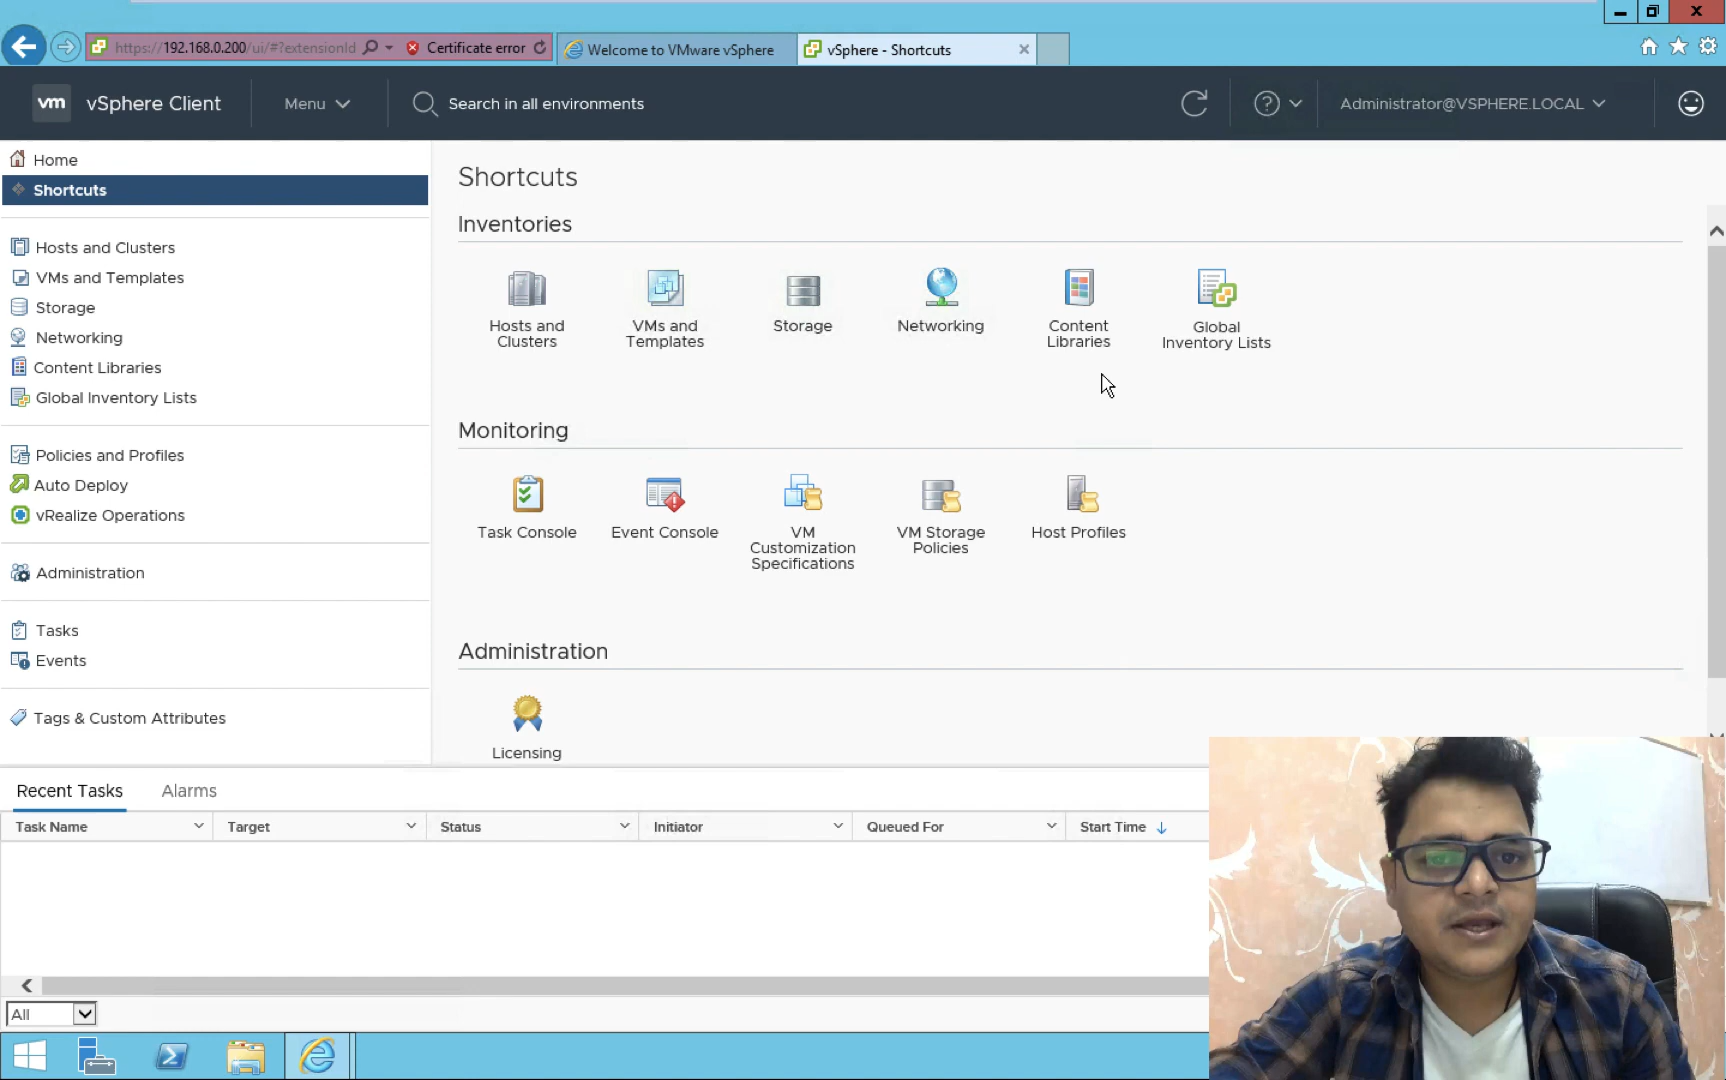 https://192.168.0.200/ui/#?extensionId
Certificate error
Welcome to VMware vSphere
vSphere - Shortcuts
vm
vSphere Client
Menu
Search in all environments
Administrator@VSPHERE.LOCAL
Home
Shortcuts
Hosts and Clusters
VMs and Templates
Storage
Networking
Content Libraries
Global Inventory Lists
Policies and Profiles
Auto Deploy
vRealize Operations
Administration
Tasks
Events
Tags & Custom Attributes
Shortcuts
Inventories
Hosts and
Clusters
VMs and
Templates
Storage
Networking
Content
Libraries
Global
Inventory Lists
Monitoring
Task Console
Event Console
VM
Customization
Specifications
VM Storage
Policies
Host Profiles
Administration
Licensing
Recent Tasks
Alarms
Task Name
Target
Status
Initiator
Queued For
Start Time
All